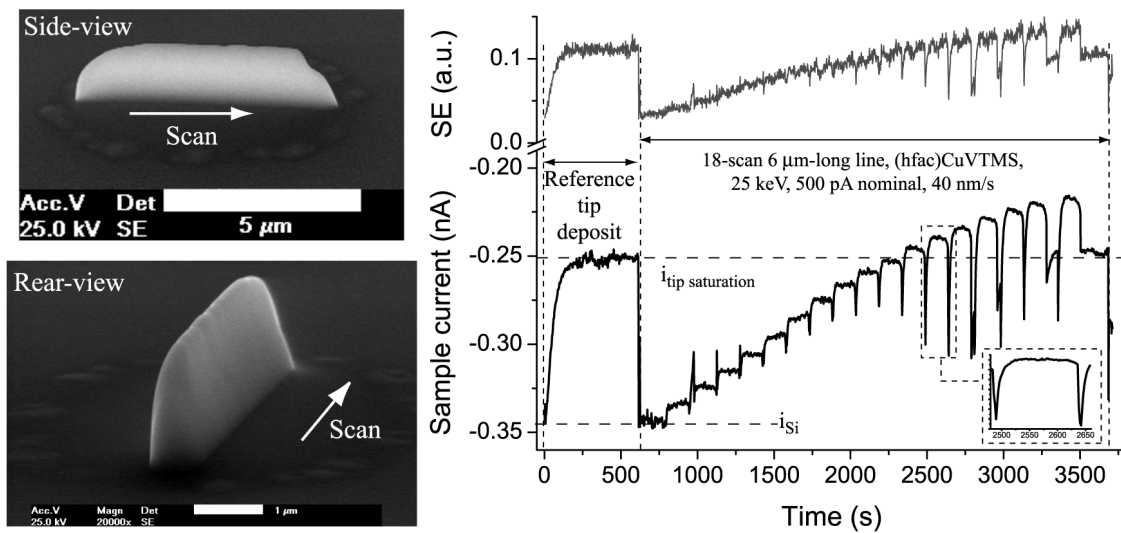 Side-view
Scan
Acc.V Det
25.0 kV SE 5 µm
Rear-view
Scan
Acc.V Magn Det
25.0 kV 20000x SE 1 µm
SE (a.u.)
0.1
0.0
Sample current (nA)
-0.20
-0.25
-0.30
-0.35
18-scan 6 µm-long line, (hfac)CuVTMS,
25 keV, 500 pA nominal, 40 nm/s
Reference
tip
deposit
i tip saturation
i Si
2500 2550 2600 2650
0 500 1000 1500 2000 2500 3000 3500
Time (s)